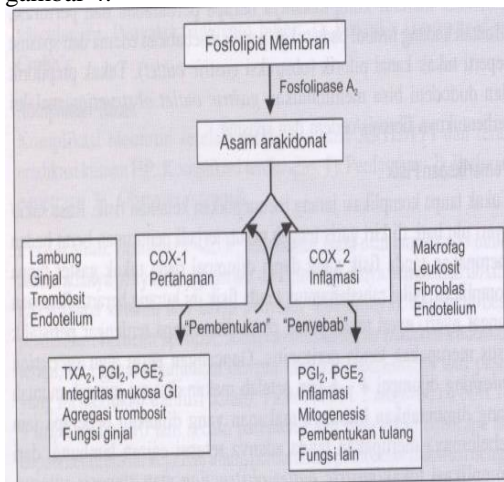 Fosfolipid Membran
Fosfolipase A2
Asam arakidonat
Lambung
Ginjal
Trombosit
Endotelium
COX-1
Pertahanan
COX_2
Inflamasi
Makrofag
Leukosit
Fibroblas
Endotelium
"Pembentukan"
"Penyebab"
TXA2, PGI2, PGE2
Integritas mukosa GI
Agregasi trombosit
Fungsi ginjal
PGI2, PGE2
Inflamasi
Mitogenesis
Pembentukan tulang
Fungsi lain